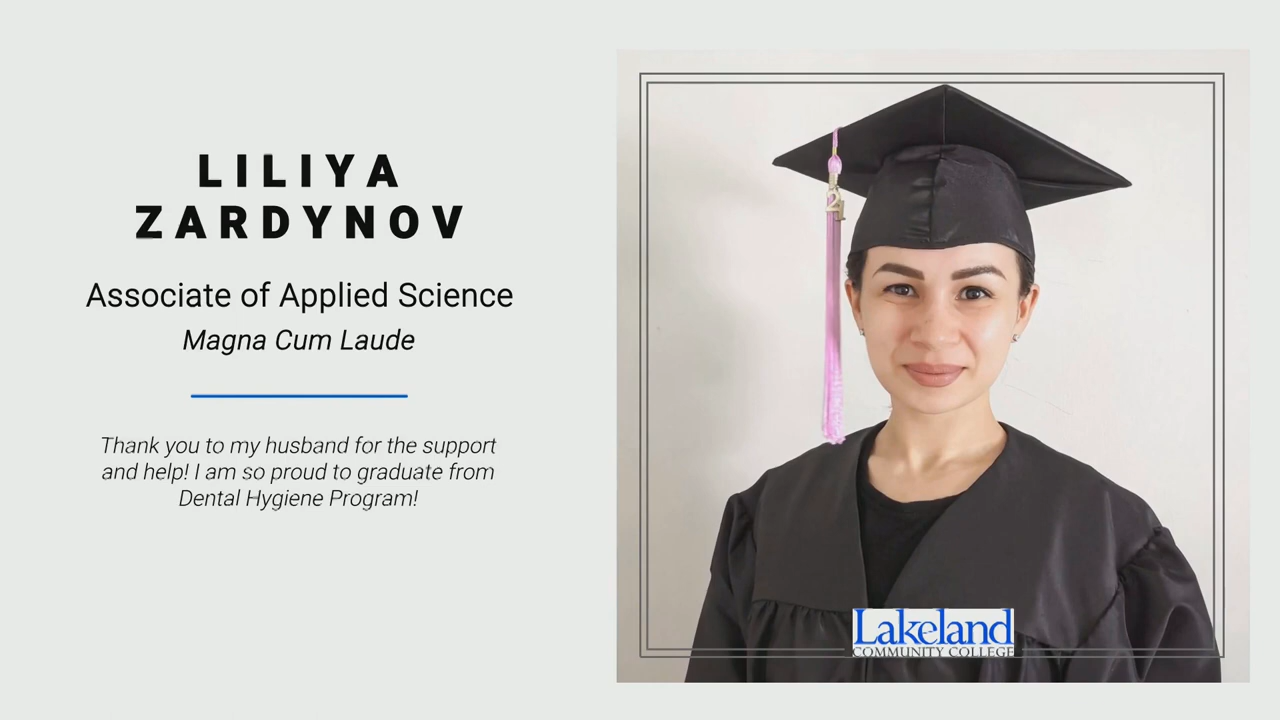 LILIYA
ZARDYNOV
Associate of Applied Science
Magna Cum Laude
Thank you to my husband for the support
and help! I am so proud to graduate from
Dental Hygiene Program!
21
Lakeland
COMMUNITY COLLEGE